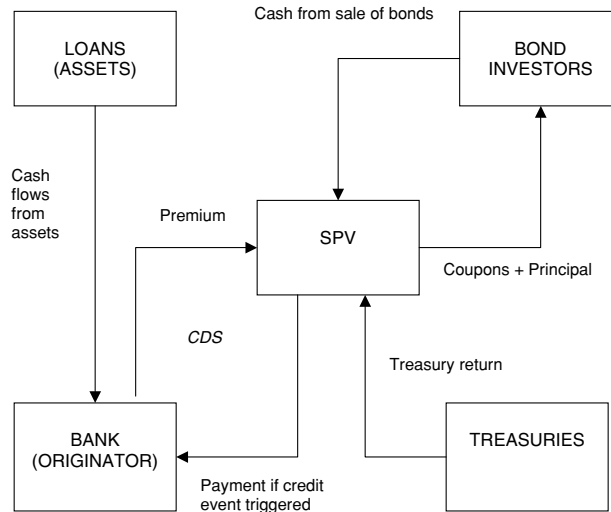 Cash from sale of bonds
LOANS
(ASSETS)
BOND
INVESTORS
Cash
flows
from
assets
Premium
SPV
Coupons + Principal
CDS
Treasury return
BANK
(ORIGINATOR)
TREASURIES
Payment if credit
event triggered